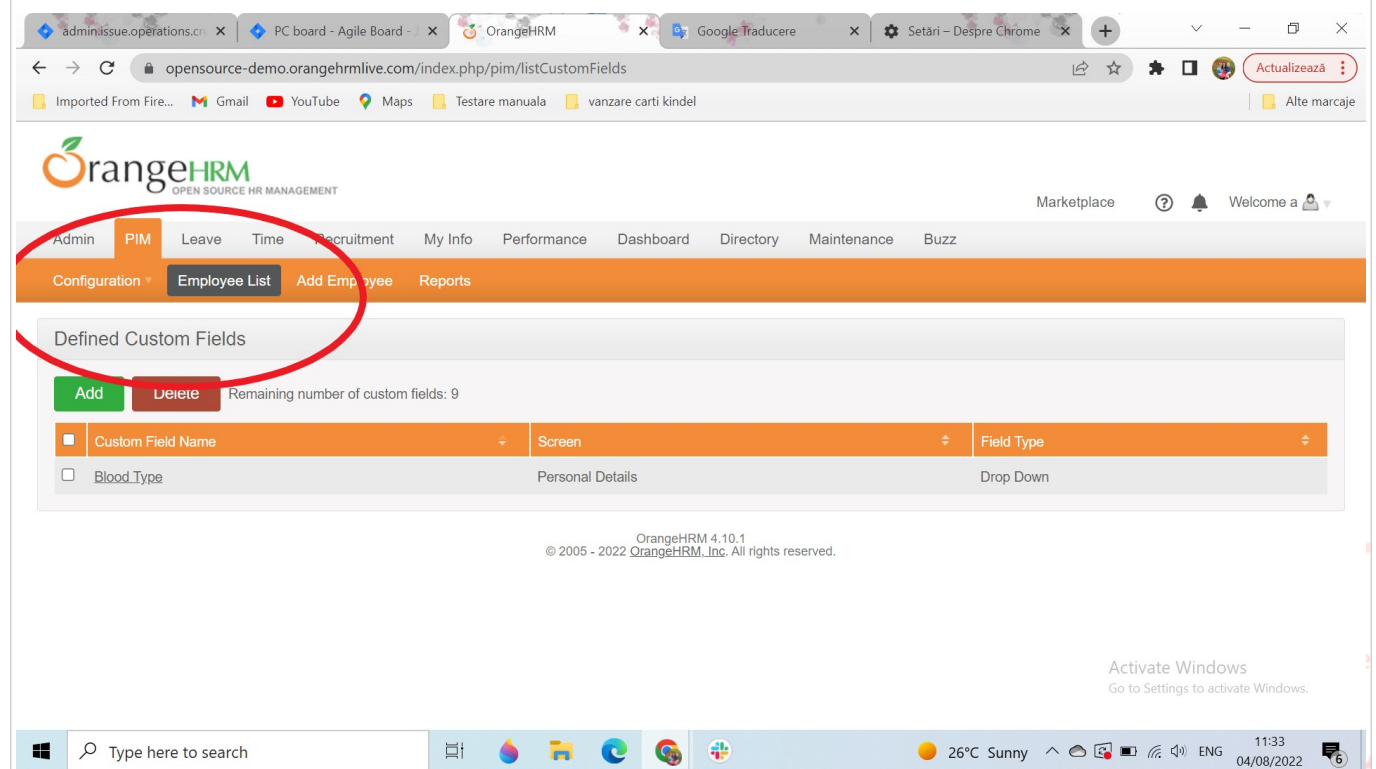 admin.issue.operations.cr PC board - Agile Board - J OrangeHRM Google Traducere Setări – Despre Chrome
opensource-demo.orangehrmlive.com/index.php/pim/listCustomFields Actualizează
Imported From Fire... Gmail YouTube Maps Testare manuala vanzare carti kindel Alte marcaje
OrangeHRM
OPEN SOURCE HR MANAGEMENT
Marketplace Welcome a
Admin PIM Leave Time Recruitment My Info Performance Dashboard Directory Maintenance Buzz
Configuration Employee List Add Employee Reports
Defined Custom Fields
Add Delete Remaining number of custom fields: 9
Custom Field Name Screen Field Type
Blood Type Personal Details Drop Down
OrangeHRM 4.10.1
© 2005 - 2022 OrangeHRM, Inc. All rights reserved.
Activate Windows
Go to Settings to activate Windows.
Type here to search 26°C Sunny ENG 11:33
04/08/2022 6